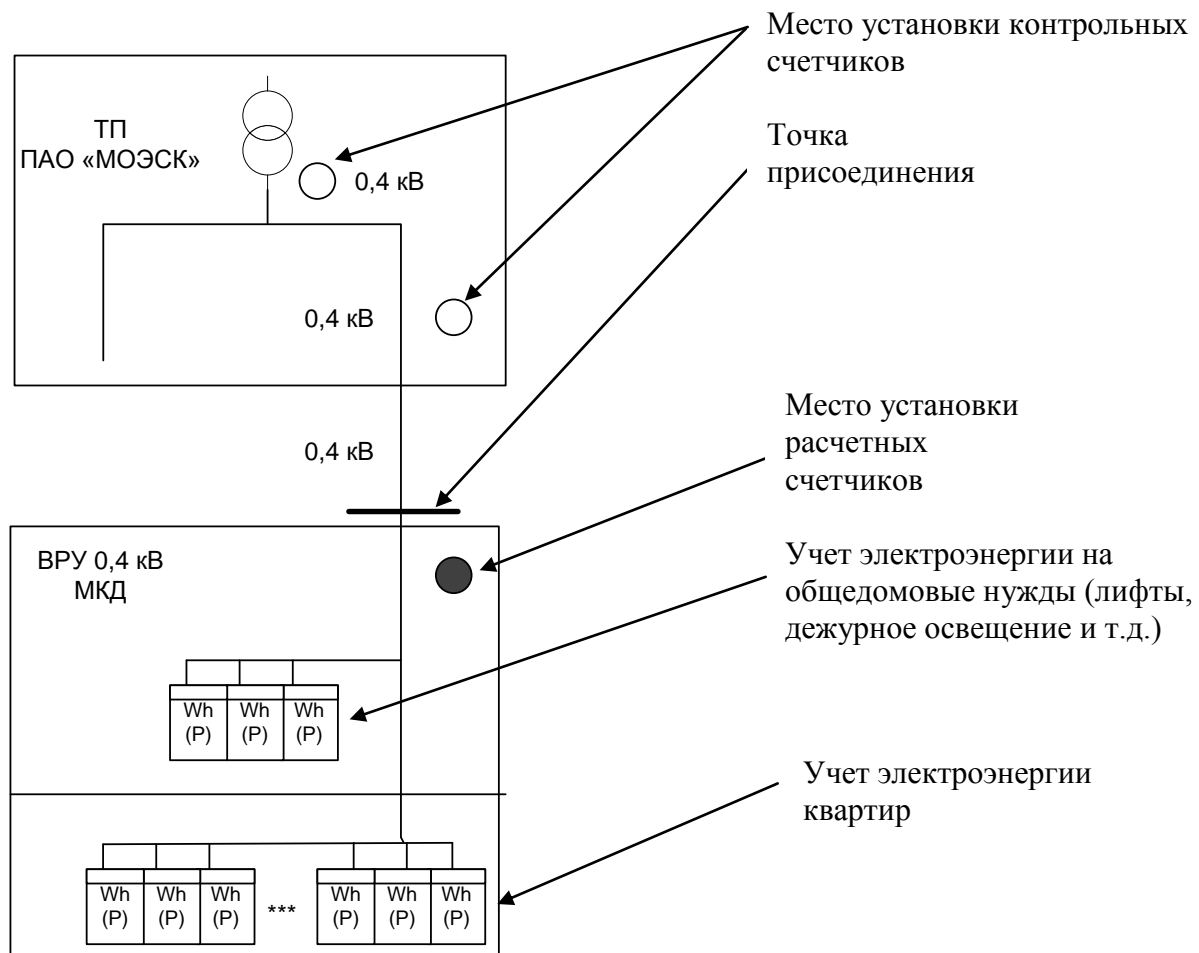 Место установки контрольных
счетчиков
ТП
ПАО «МОЭСК»
0,4 кВ
Точка
присоединения
0,4 кВ
Место установки
расчетных
счетчиков
0,4 кВ
ВРУ 0,4 кВ
МКД
Учет электроэнергии на
общедомовые нужды (лифты,
дежурное освещение и т.д.)
Wh Wh Wh
(P) (P) (P)
Учет электроэнергии
квартир
Wh Wh Wh *** Wh Wh Wh
(P) (P) (P) (P) (P) (P)